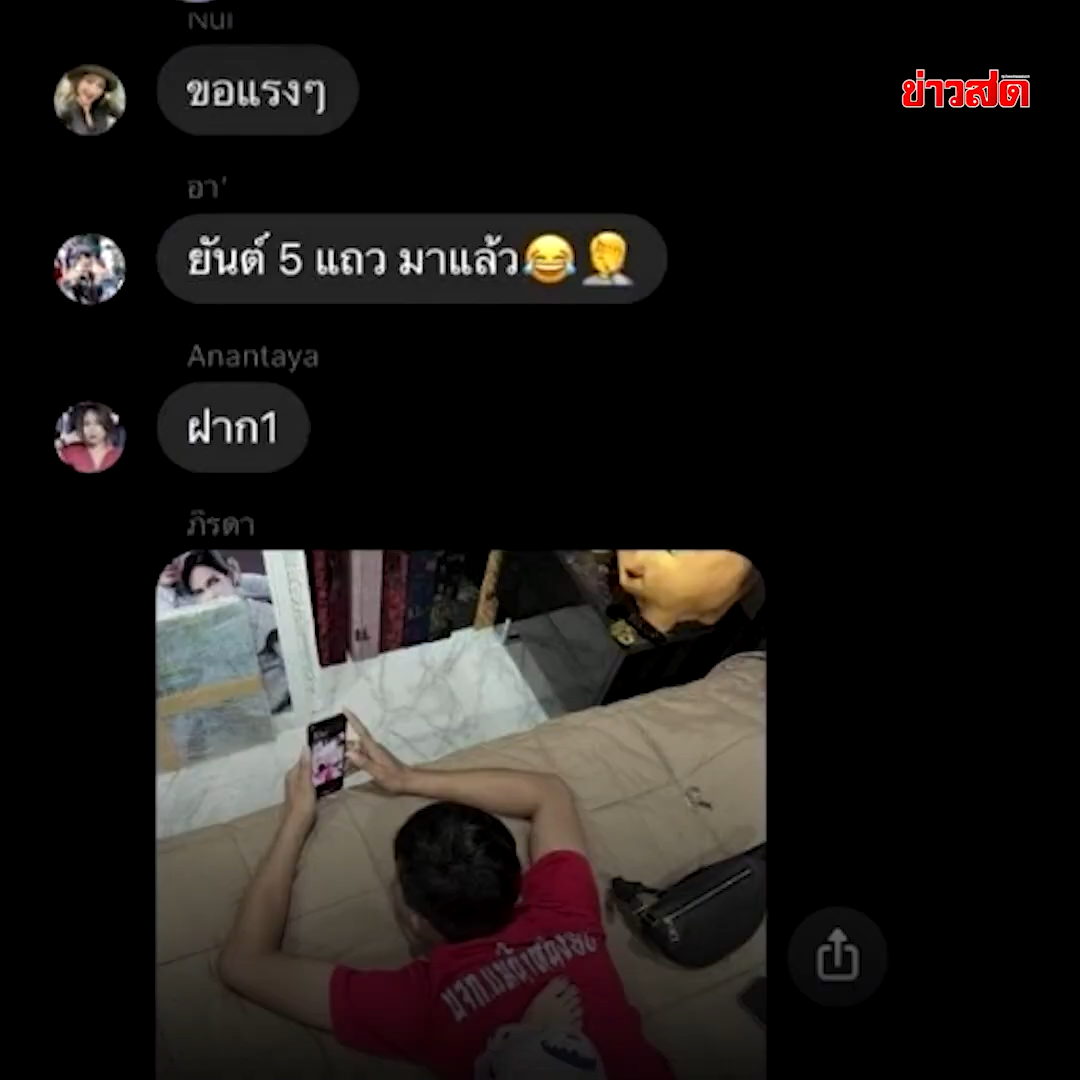 Nui
ขอแรงๆ
ข่าวสด
อา'
ยันต์ 5 แถว มาแล้ว😂🤦
Anantaya
ฝาก1
ภิรดา